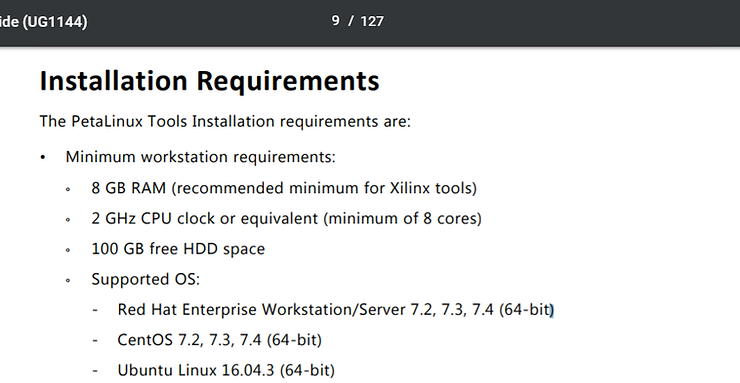 ide (UG1144)
9 / 127
Installation Requirements
The PetaLinux Tools Installation requirements are:
• Minimum workstation requirements:
∘ 8 GB RAM (recommended minimum for Xilinx tools)
∘ 2 GHz CPU clock or equivalent (minimum of 8 cores)
∘ 100 GB free HDD space
∘ Supported OS:
- Red Hat Enterprise Workstation/Server 7.2, 7.3, 7.4 (64-bit)
- CentOS 7.2, 7.3, 7.4 (64-bit)
- Ubuntu Linux 16.04.3 (64-bit)